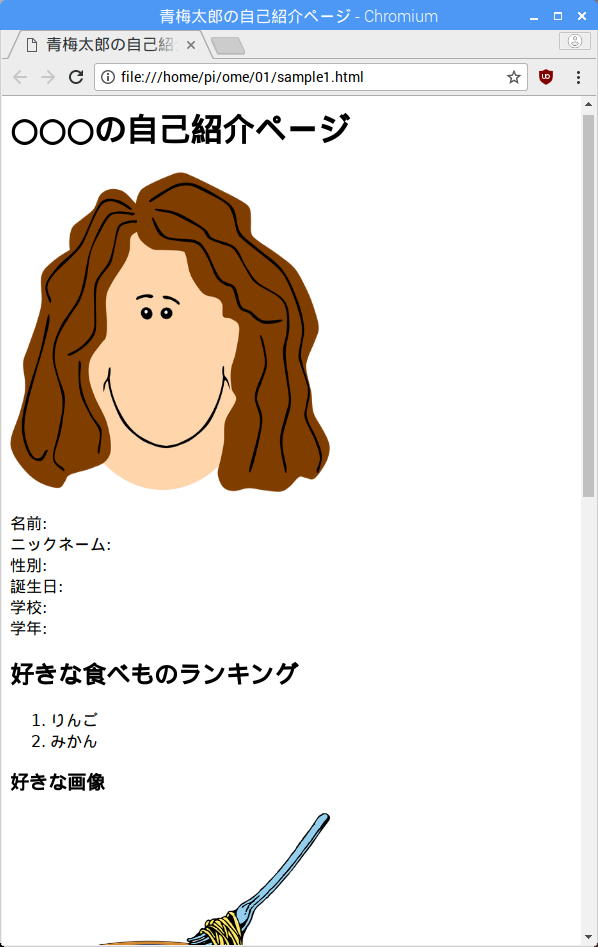 青梅太郎の自己紹介ページ - Chromium
青梅太郎の自己紹
file:///home/pi/ome/01/sample1.html
○○○の自己紹介ページ
名前:
ニックネーム:
性別:
誕生日:
学校:
学年:
好きな食べものランキング
1. りんご
2. みかん
好きな画像